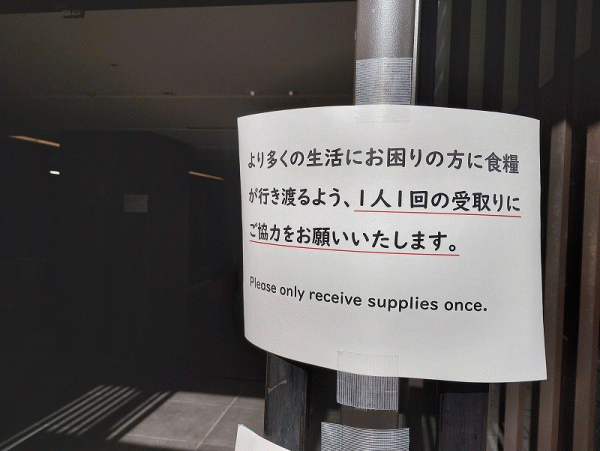 より多くの生活にお困りの方に食糧
が行き渡るよう、1人1回の受取りに
ご協力をお願いいたします。
Please only receive supplies once.